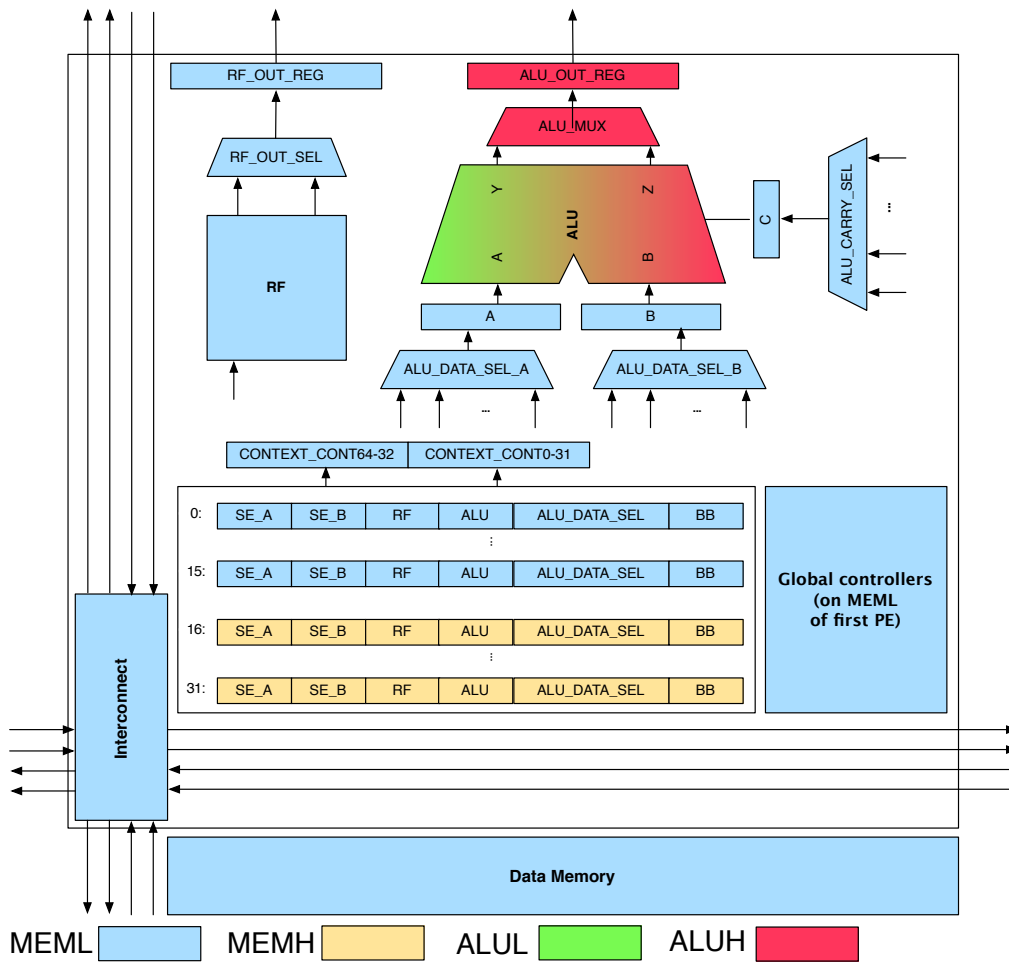 RF_OUT_REG
ALU_OUT_REG
RF_OUT_SEL
ALU_MUX
Y
Z
ALU
A
B
C
ALU_CARRY_SEL
...
RF
A
B
ALU_DATA_SEL_A
ALU_DATA_SEL_B
...
...
CONTEXT_CONT64-32
CONTEXT_CONT0-31
0: SE_A SE_B RF ALU ALU_DATA_SEL BB
...
15: SE_A SE_B RF ALU ALU_DATA_SEL BB
16: SE_A SE_B RF ALU ALU_DATA_SEL BB
...
31: SE_A SE_B RF ALU ALU_DATA_SEL BB
Global controllers
(on MEML
of first PE)
Interconnect
Data Memory
MEML
MEMH
ALUL
ALUH